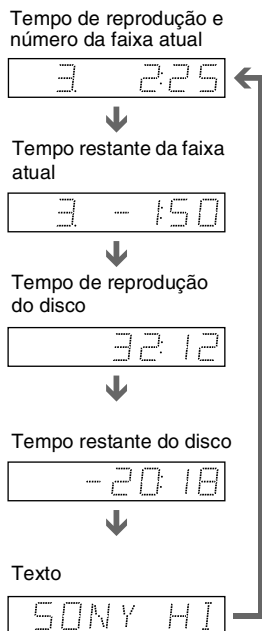 Tempo de reprodução e
número da faixa atual
3. 2:25
Tempo restante da faixa
atual
3. - 1:50
Tempo de reprodução
do disco
32:12
Tempo restante do disco
-20:18
Texto
SONY HI